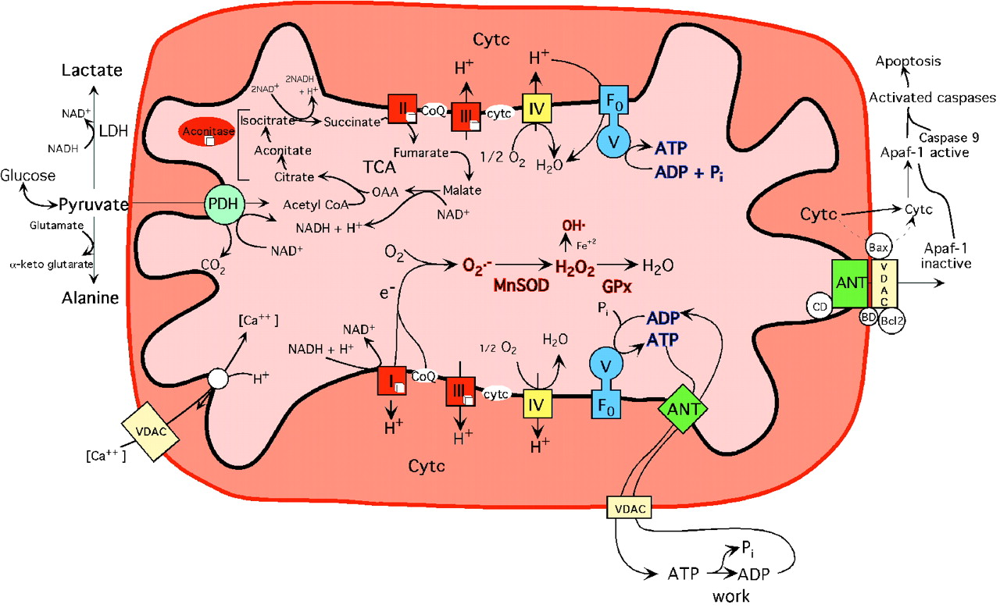 Lactate
NAD⁺
LDH
NADH
Glucose
Pyruvate
Glutamate
α-keto glutarate
Alanine
PDH
CO₂
NAD⁺
Acetyl CoA
NADH + H⁺
Aconitase
2NAD⁺
2NADH
+ H⁺
Isocitrate
Succinate
Aconitate
Citrate
TCA
OAA
Fumarate
Malate
NAD⁺
Cytc
II
CoQ
H⁺
III
cytc
H⁺
IV
1/2 O₂
H₂O
F₀
V
ATP
ADP + Pᵢ
O₂
O₂·⁻
MnSOD
OH·
Fe⁺²
H₂O₂
GPx
H₂O
e⁻
[Ca⁺⁺]
H⁺
VDAC
[Ca⁺⁺]
NADH + H⁺
NAD⁺
I
H⁺
CoQ
III
H⁺
cytc
1/2 O₂
H₂O
IV
H⁺
Pᵢ
ADP
ATP
V
F₀
ANT
Cytc
VDAC
ATP
Pᵢ
ADP
work
Apoptosis
Activated caspases
Caspase 9
Apaf-1 active
Cytc
Cytc
Apaf-1
inactive
Bax
ANT
VDAC
CD
BD
Bcl2